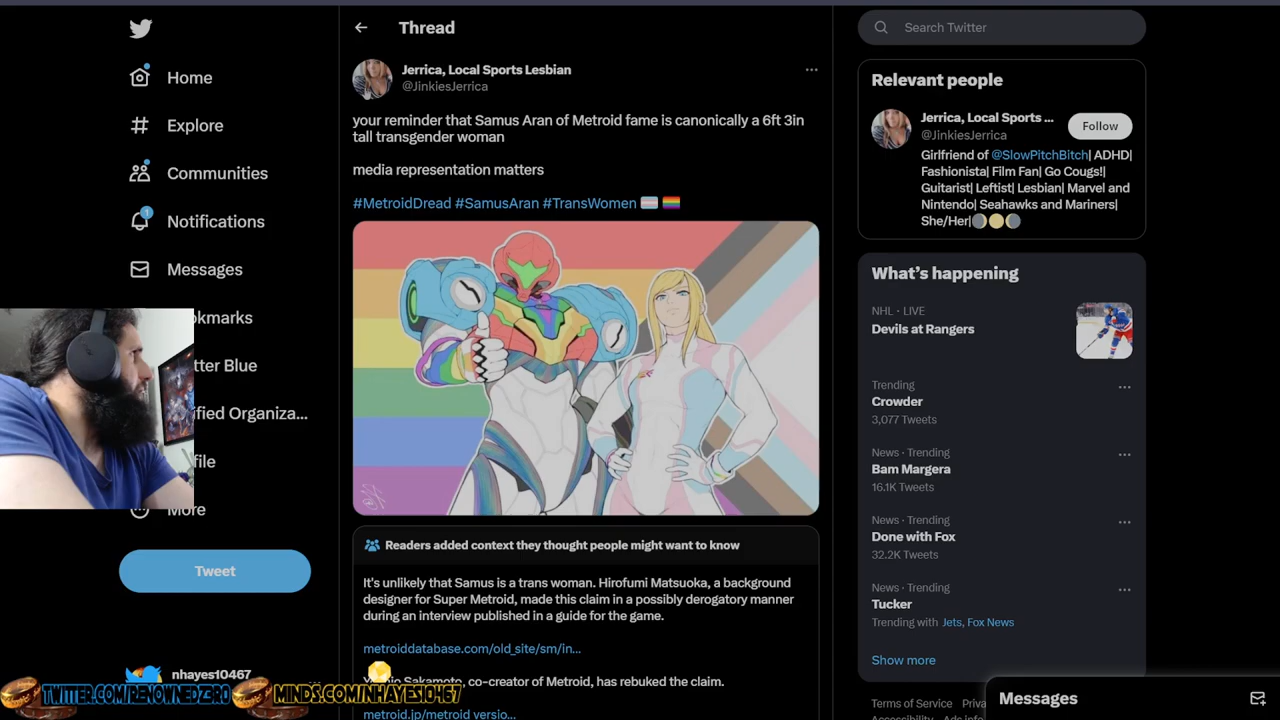 Home
Explore
Communities
Notifications
Messages
okmarks
tter Blue
ified Organiza...
file
More
Tweet
nhayes10467
TWITTER.COM/RENOWNEDZ3R0
MINDS.COM/NHAYES10467
Thread
Jerrica, Local Sports Lesbian
@JinkiesJerrica
your reminder that Samus Aran of Metroid fame is canonically a 6ft 3in
tall transgender woman
media representation matters
#MetroidDread #SamusAran #TransWomen
Readers added context they thought people might want to know
It's unlikely that Samus is a trans woman. Hirofumi Matsuoka, a background
designer for Super Metroid, made this claim in a possibly derogatory manner
during an interview published in a guide for the game.
metroiddatabase.com/old_site/sm/in...
Sakamoto, co-creator of Metroid, has rebuked the claim.
metroid.jp/metroid versio...
Search Twitter
Relevant people
Jerrica, Local Sports ...
@JinkiesJerrica
Follow
Girlfriend of @SlowPitchBitch| ADHD|
Fashionista| Film Fan| Go Cougs!|
Guitarist| Leftist| Lesbian| Marvel and
Nintendo| Seahawks and Mariners|
She/Her|
What's happening
NHL · LIVE
Devils at Rangers
Trending
Crowder
3,077 Tweets
News · Trending
Bam Margera
16.1K Tweets
News · Trending
Done with Fox
32.2K Tweets
News · Trending
Tucker
Trending with Jets, Fox News
Show more
Terms of Service
Messages